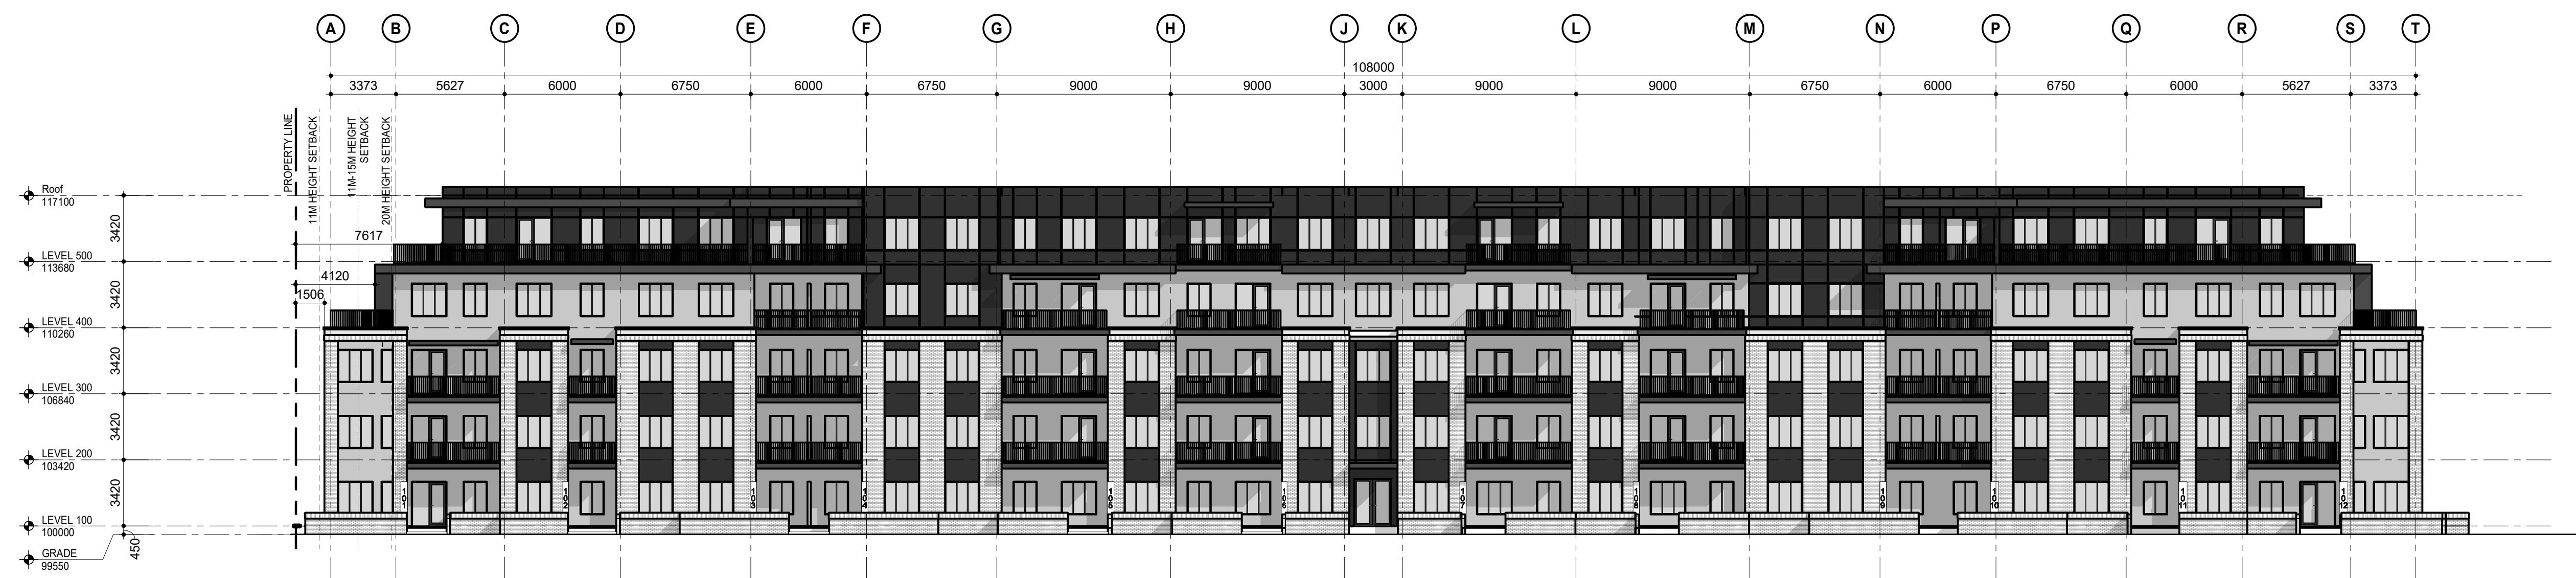 A B C D E F G H J K L M N P Q R S T
108000
3373 5627 6000 6750 6000 6750 9000 9000 3000 9000 9000 6750 6000 6750 6000 5627 3373
PROPERTY LINE
11M HEIGHT SETBACK
11M-15M HEIGHT
SETBACK
20M HEIGHT SETBACK
Roof
117100
3420
7617
LEVEL 500
113680
4120
3420
1506
LEVEL 400
110260
3420
LEVEL 300
106840
3420
LEVEL 200
103420
3420
101 102 103 104 105 106 107 108 109 110 111 112
LEVEL 100
100000
450
GRADE
99550